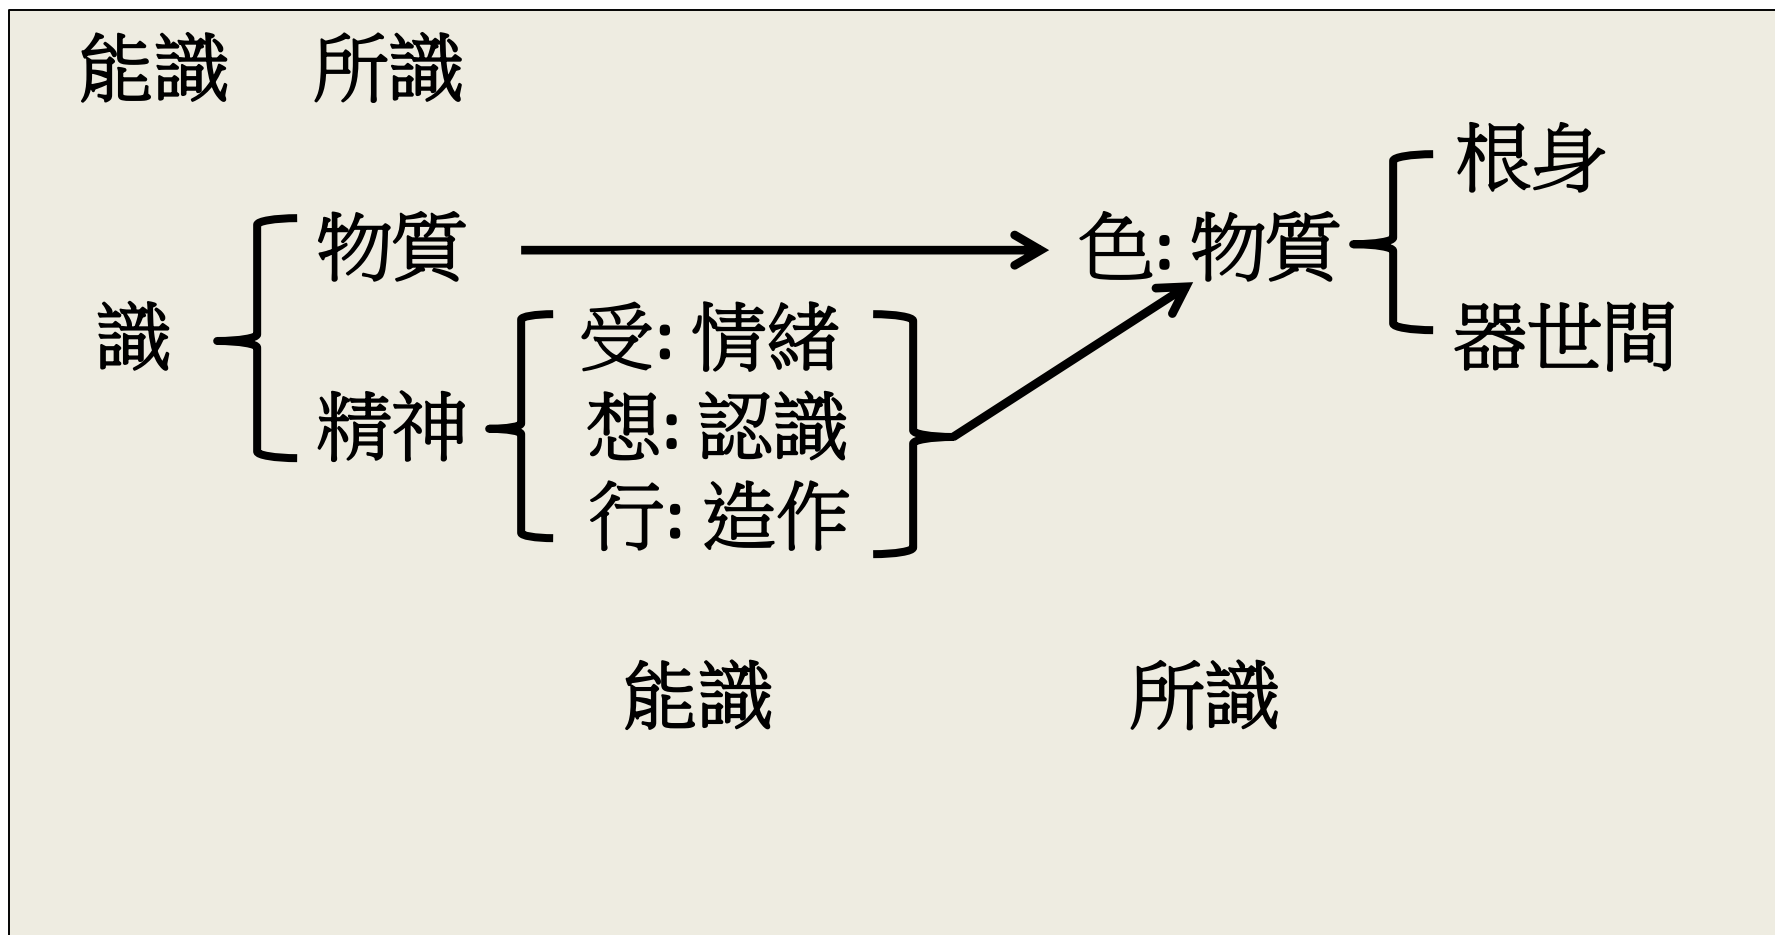 能識 所識
根身
物質 色: 物質
識 受: 情緒 器世間
精神 想: 認識
行: 造作
能識 所識